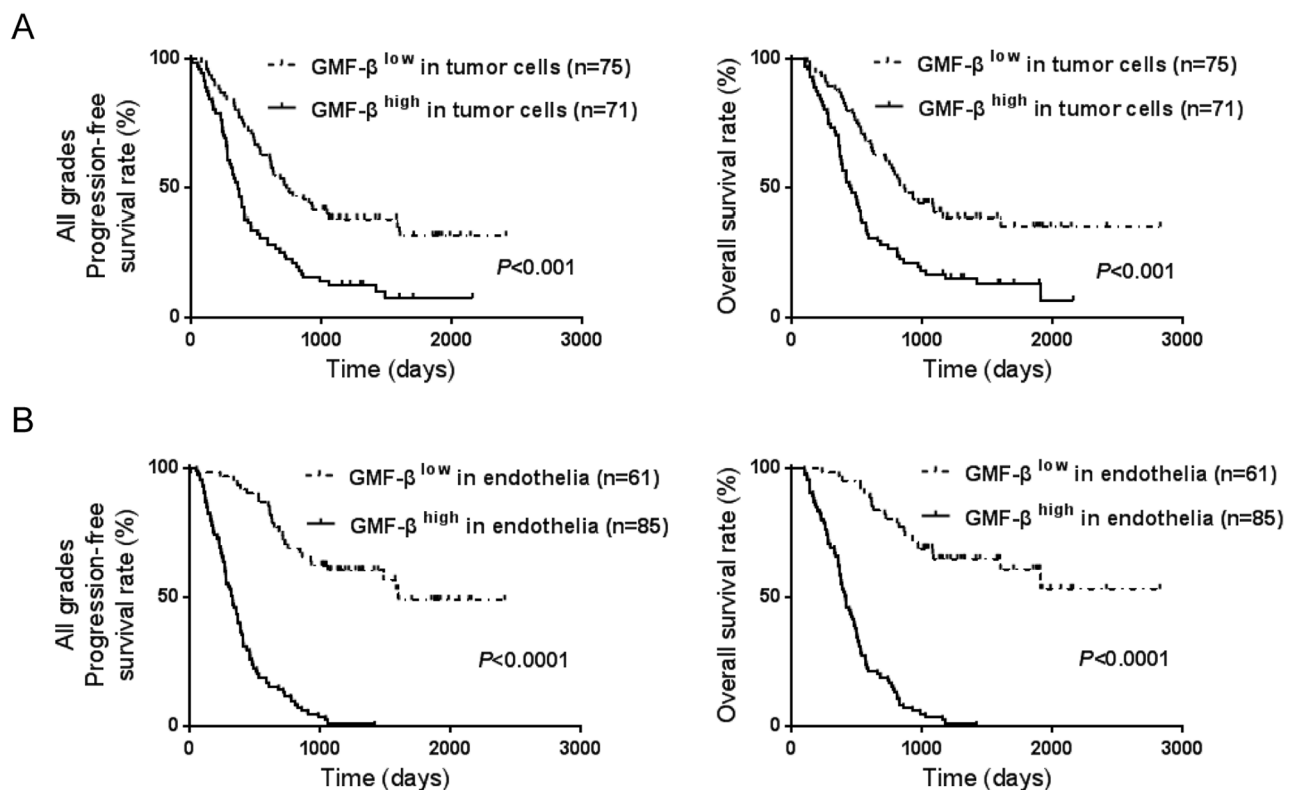 A
All grades
Progression-free
survival rate (%)
100
50
0
GMF-β low in tumor cells (n=75)
GMF-β high in tumor cells (n=71)
P<0.001
0 1000 2000 3000
Time (days)
Overall survival rate (%)
100
50
0
GMF-β low in tumor cells (n=75)
GMF-β high in tumor cells (n=71)
P<0.001
0 1000 2000 3000
Time (days)
B
All grades
Progression-free
survival rate (%)
100
50
0
GMF-β low in endothelia (n=61)
GMF-β high in endothelia (n=85)
P<0.0001
0 1000 2000 3000
Time (days)
Overall survival rate (%)
100
50
0
GMF-β low in endothelia (n=61)
GMF-β high in endothelia (n=85)
P<0.0001
0 1000 2000 3000
Time (days)